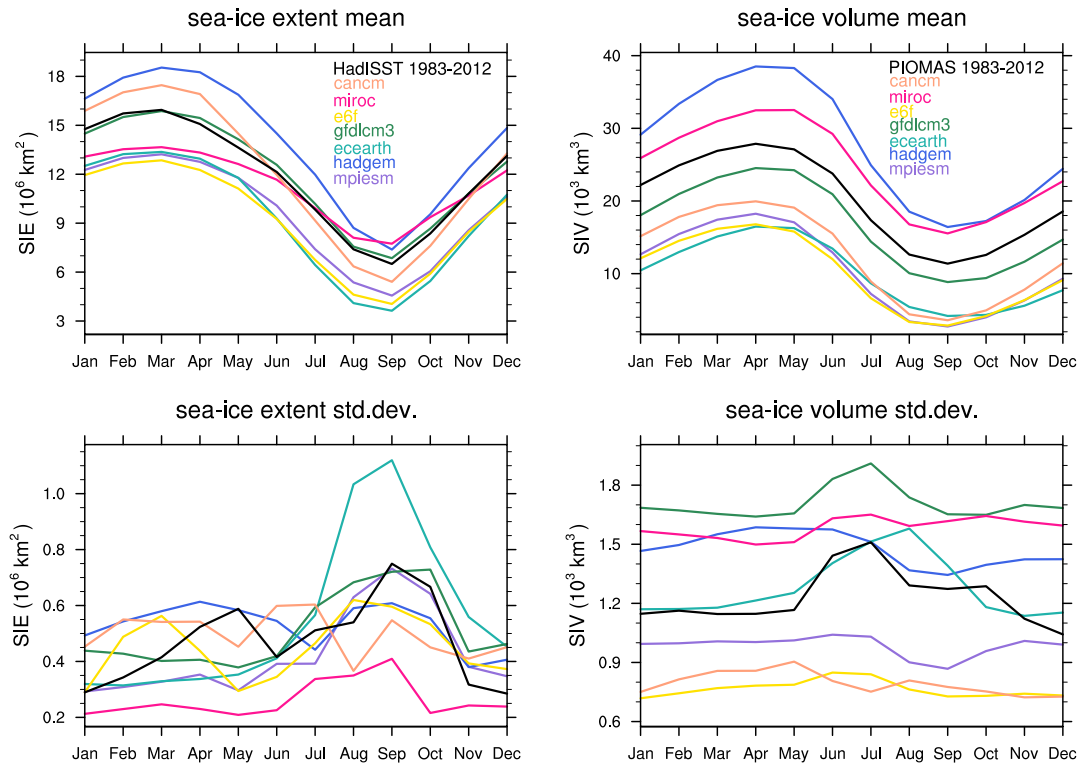 sea-ice extent mean
SIE (10⁶ km²)
18
15
12
9
6
3
HadISST 1983-2012
cancm
miroc
e6f
gfdlcm3
ecearth
hadgem
mpiesm
Jan Feb Mar Apr May Jun Jul Aug Sep Oct Nov Dec
sea-ice volume mean
SIV (10³ km³)
40
30
20
10
PIOMAS 1983-2012
cancm
miroc
e6f
gfdlcm3
ecearth
hadgem
mpiesm
Jan Feb Mar Apr May Jun Jul Aug Sep Oct Nov Dec
sea-ice extent std.dev.
SIE (10⁶ km²)
1.0
0.8
0.6
0.4
0.2
Jan Feb Mar Apr May Jun Jul Aug Sep Oct Nov Dec
sea-ice volume std.dev.
SIV (10³ km³)
1.8
1.5
1.2
0.9
0.6
Jan Feb Mar Apr May Jun Jul Aug Sep Oct Nov Dec